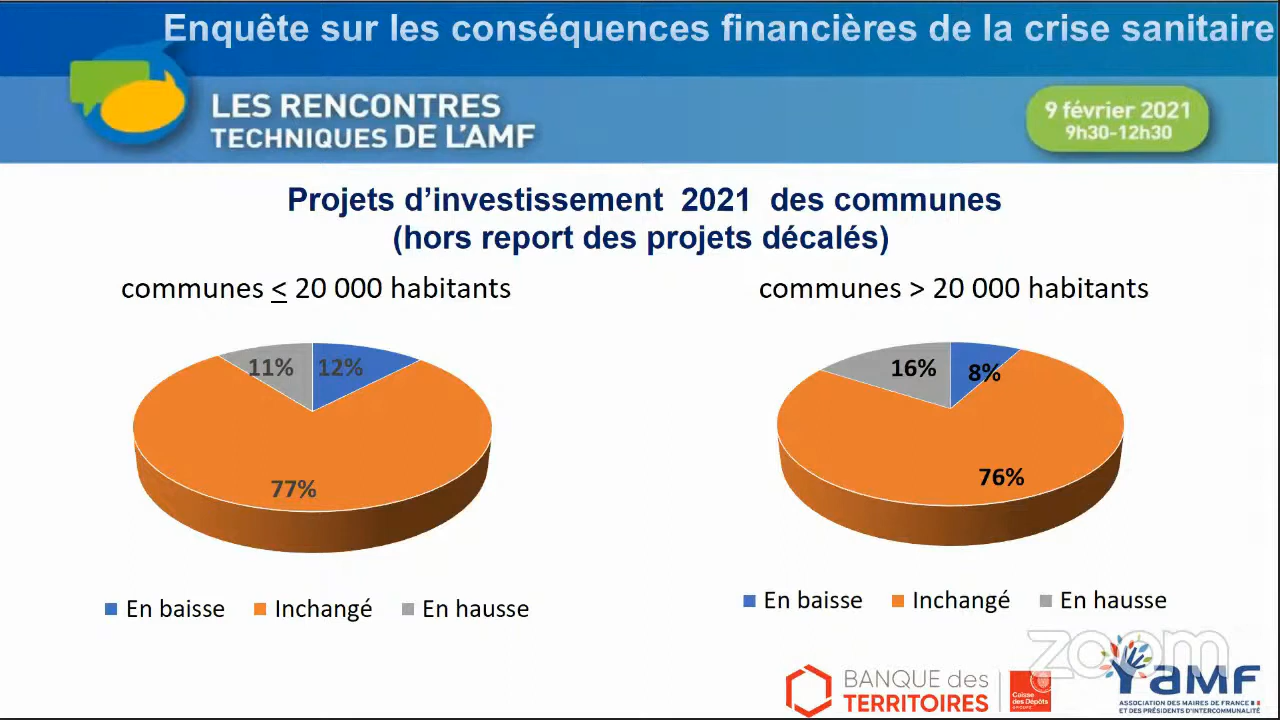 Enquête sur les conséquences financières de la crise sanitaire
LES RENCONTRES
TECHNIQUES DE L'AMF
9 février 2021
9h30-12h30
Projets d’investissement 2021 des communes
(hors report des projets décalés)
communes ≤ 20 000 habitants
communes > 20 000 habitants
11%
12%
77%
16%
8%
76%
En baisse
Inchangé
En hausse
En baisse
Inchangé
En hausse
zoom
BANQUE des
TERRITOIRES
Caisse
des Dépôts
GROUPE
AMF
ASSOCIATION DES MAIRES DE FRANCE
ET DES PRÉSIDENTS D'INTERCOMMUNALITÉ